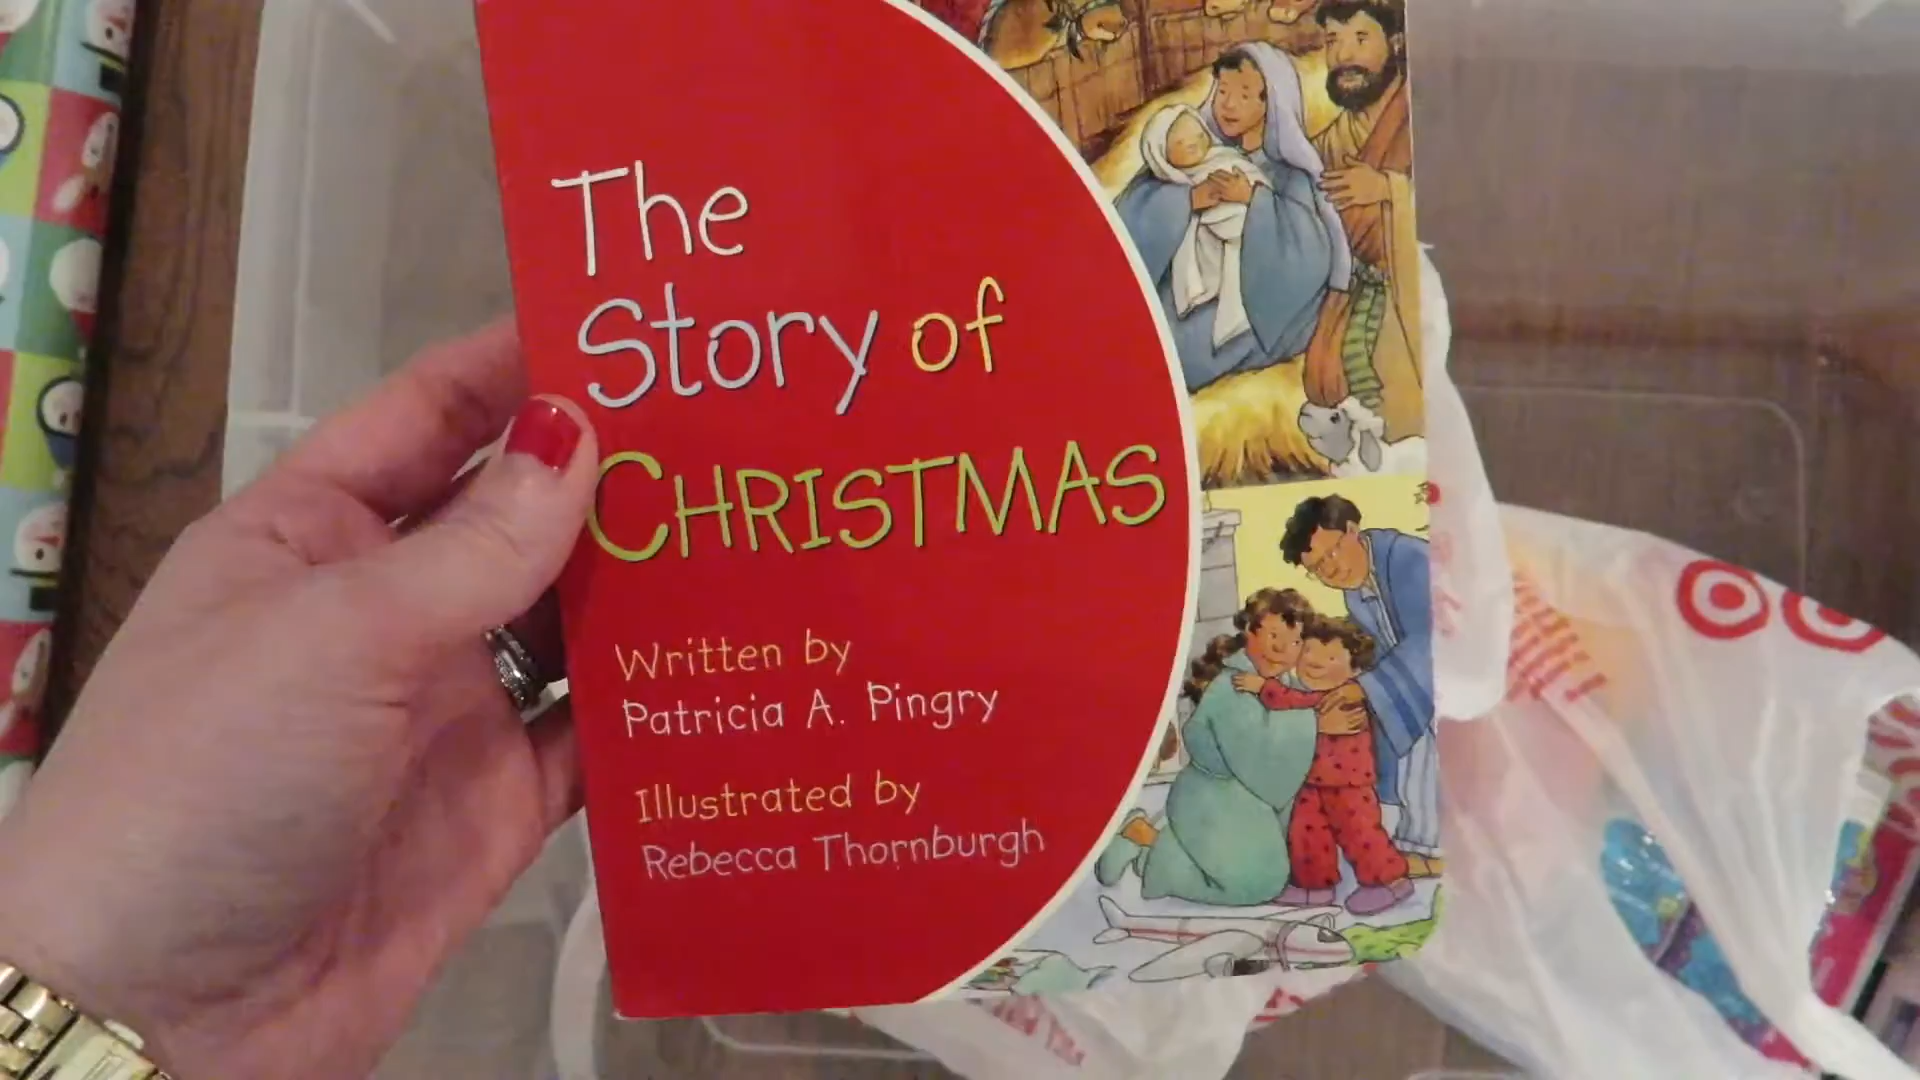 The
Story of
CHRISTMAS
Written by
Patricia A. Pingry
Illustrated by
Rebecca Thornburgh